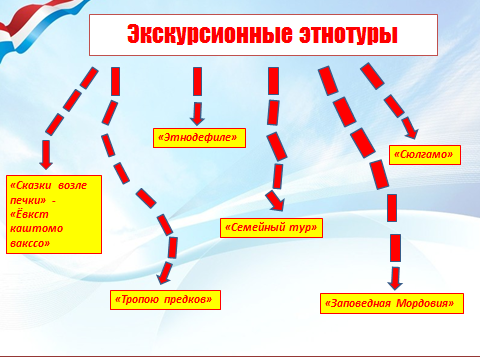 Экскурсионные этнотуры
«Этнодефиле»
«Сюлгамо»
«Сказки возле
печки» -
«Ёвкст
каштомо
вакссо»
«Семейный тур»
«Тропою предков»
«Заповедная Мордовия»